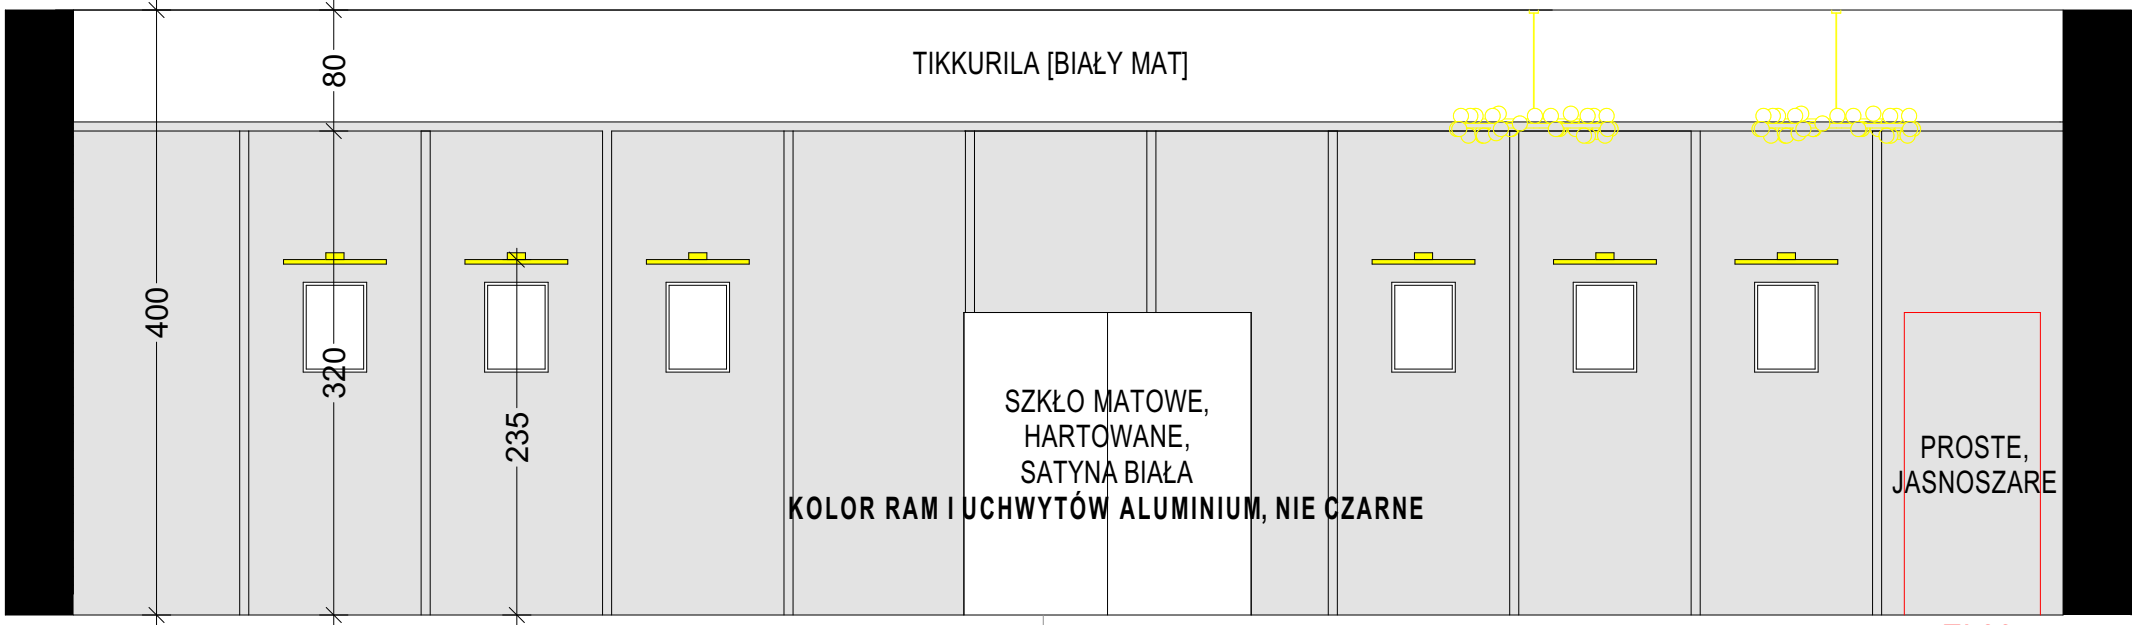 80
TIKKURILA [BIAŁY MAT]
400
320
235
SZKŁO MATOWE,
HARTOWANE,
SATYNA BIAŁA
KOLOR RAM I UCHWYTÓW ALUMINIUM, NIE CZARNE
PROSTE,
JASNOSZARE